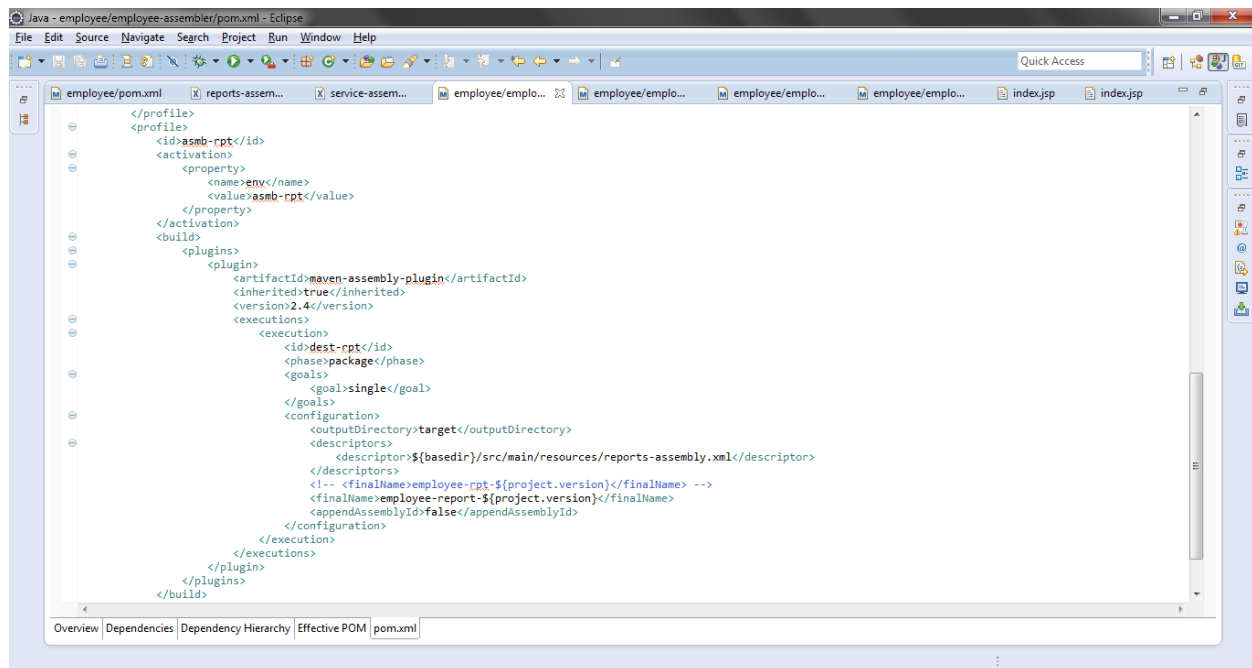 Java - employee/employee-assembler/pom.xml - Eclipse
File Edit Source Navigate Search Project Run Window Help
Quick Access
employee/pom.xml reports-assem... service-assem... employee/emplo... employee/emplo... employee/emplo... employee/emplo... index.jsp index.jsp
</profile>
<profile>
<id>asmb-rpt</id>
<activation>
<property>
<name>env</name>
<value>asmb-rpt</value>
</property>
</activation>
<build>
<plugins>
<plugin>
<artifactId>maven-assembly-plugin</artifactId>
<inherited>true</inherited>
<version>2.4</version>
<executions>
<execution>
<id>dest-rpt</id>
<phase>package</phase>
<goals>
<goal>single</goal>
</goals>
<configuration>
<outputDirectory>target</outputDirectory>
<descriptors>
<descriptor>${basedir}/src/main/resources/reports-assembly.xml</descriptor>
</descriptors>
<!-- <finalName>employee-rpt-${project.version}</finalName> -->
<finalName>employee-report-${project.version}</finalName>
<appendAssemblyId>false</appendAssemblyId>
</configuration>
</execution>
</executions>
</plugin>
</plugins>
</build>
Overview Dependencies Dependency Hierarchy Effective POM pom.xml